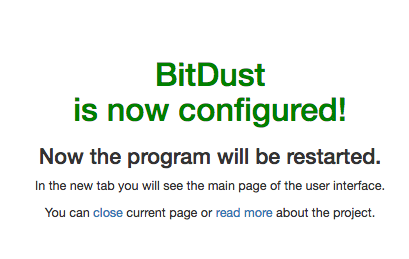 BitDust
is now configured!
Now the program will be restarted.
In the new tab you will see the main page of the user interface.
You can close current page or read more about the project.